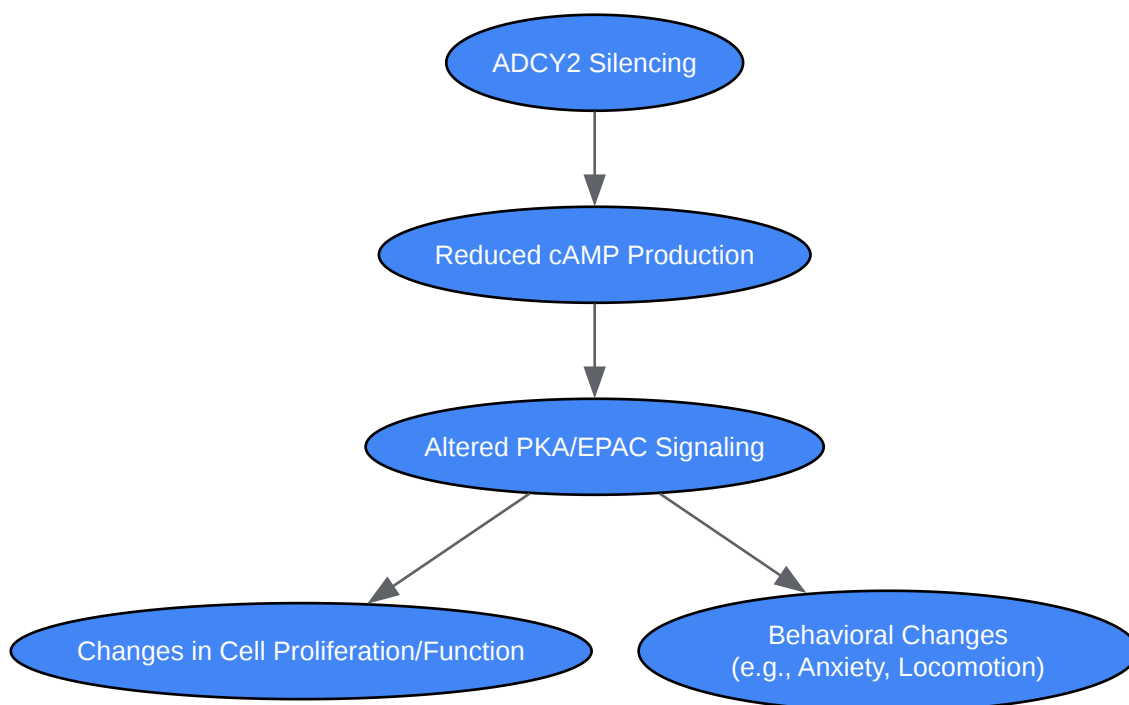 ADCY2 Silencing
Reduced cAMP Production
Altered PKA/EPAC Signaling
Changes in Cell Proliferation/Function
Behavioral Changes
(e.g., Anxiety, Locomotion)